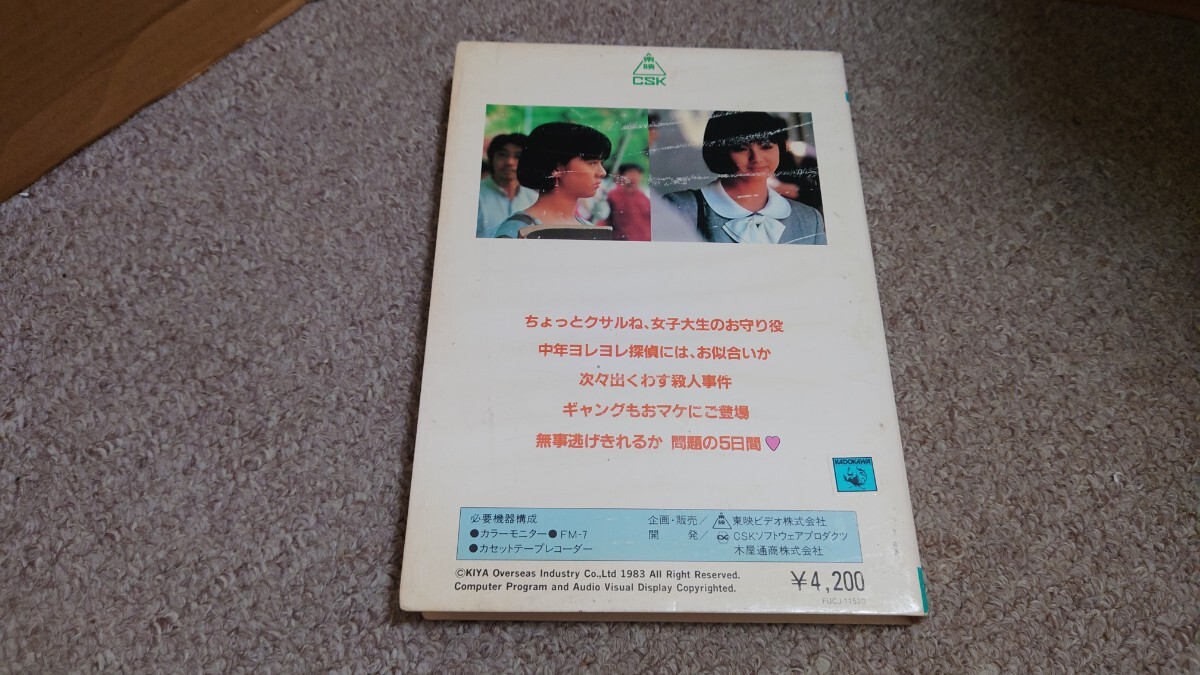 東映
CSK
ちょっとクサルね、女子大生のお守り役
中年ヨレヨレ探偵には、お似合いか
次々出くわす殺人事件
ギャングもおマケにご登場
無事逃げきれるか 問題の5日間♥
KADOKAWA
必要機器構成
●カラーモニター●FM-7
●カセットテープレコーダー
企画・販売／東映 東映ビデオ株式会社
開 発／CSKソフトウェアプロダクツ
木屋通商株式会社
©KIYA Overseas Industry Co.,Ltd 1983 All Right Reserved.
Computer Program and Audio Visual Display Copyrighted.
¥4,200